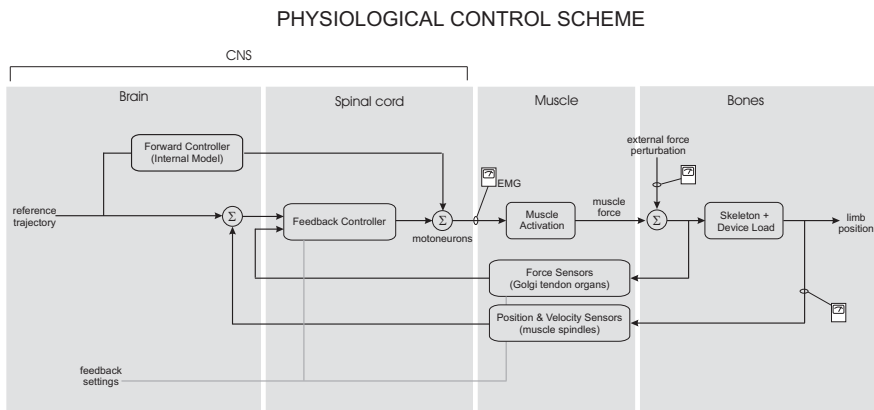 PHYSIOLOGICAL CONTROL SCHEME
CNS
Brain
Spinal cord
Muscle
Bones
Forward Controller
(Internal Model)
external force
perturbation
EMG
reference
trajectory
Σ
Feedback Controller
Σ
motoneurons
Muscle
Activation
muscle
force
Σ
Skeleton +
Device Load
limb
position
Force Sensors
(Golgi tendon organs)
Position & Velocity Sensors
(muscle spindles)
feedback
settings